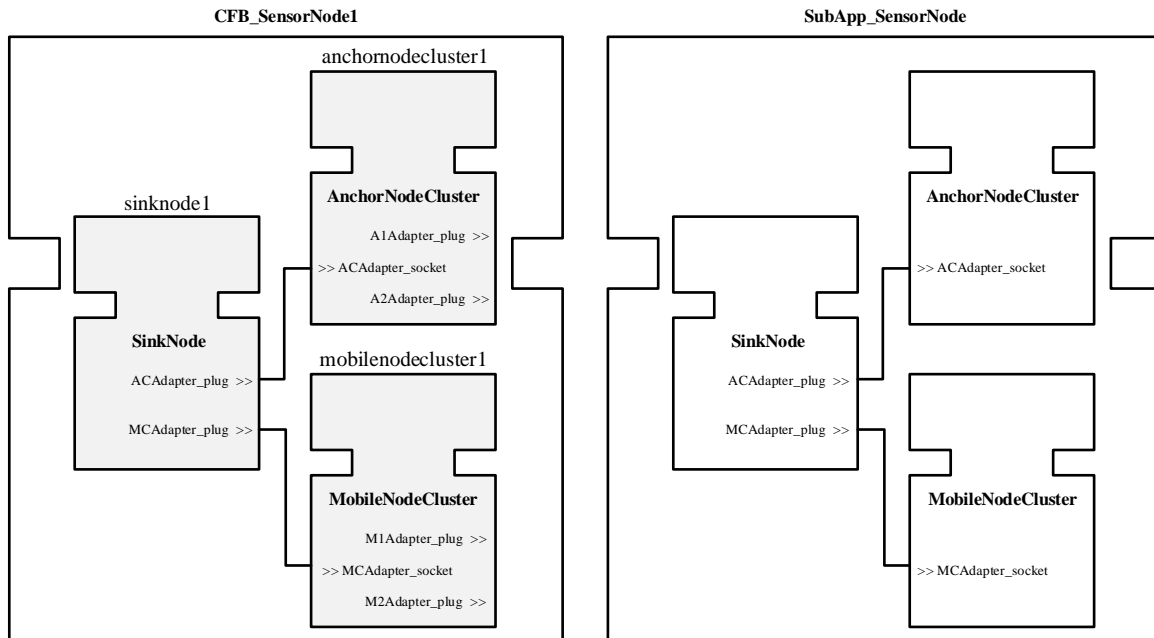 CFB_SensorNode1
anchornodecluster1
AnchorNodeCluster
A1Adapter_plug >>
>> ACAdapter_socket
A2Adapter_plug >>
sinknode1
SinkNode
ACAdapter_plug >>
MCAdapter_plug >>
mobilenodecluster1
MobileNodeCluster
M1Adapter_plug >>
>> MCAdapter_socket
M2Adapter_plug >>
SubApp_SensorNode
AnchorNodeCluster
>> ACAdapter_socket
SinkNode
ACAdapter_plug >>
MCAdapter_plug >>
MobileNodeCluster
>> MCAdapter_socket